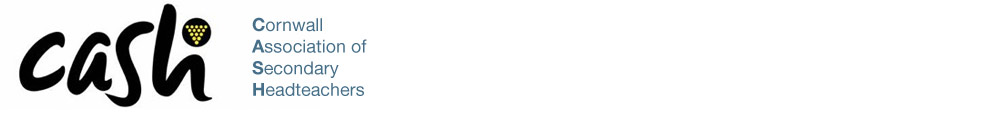 cash
Cornwall
Association of
Secondary
Headteachers